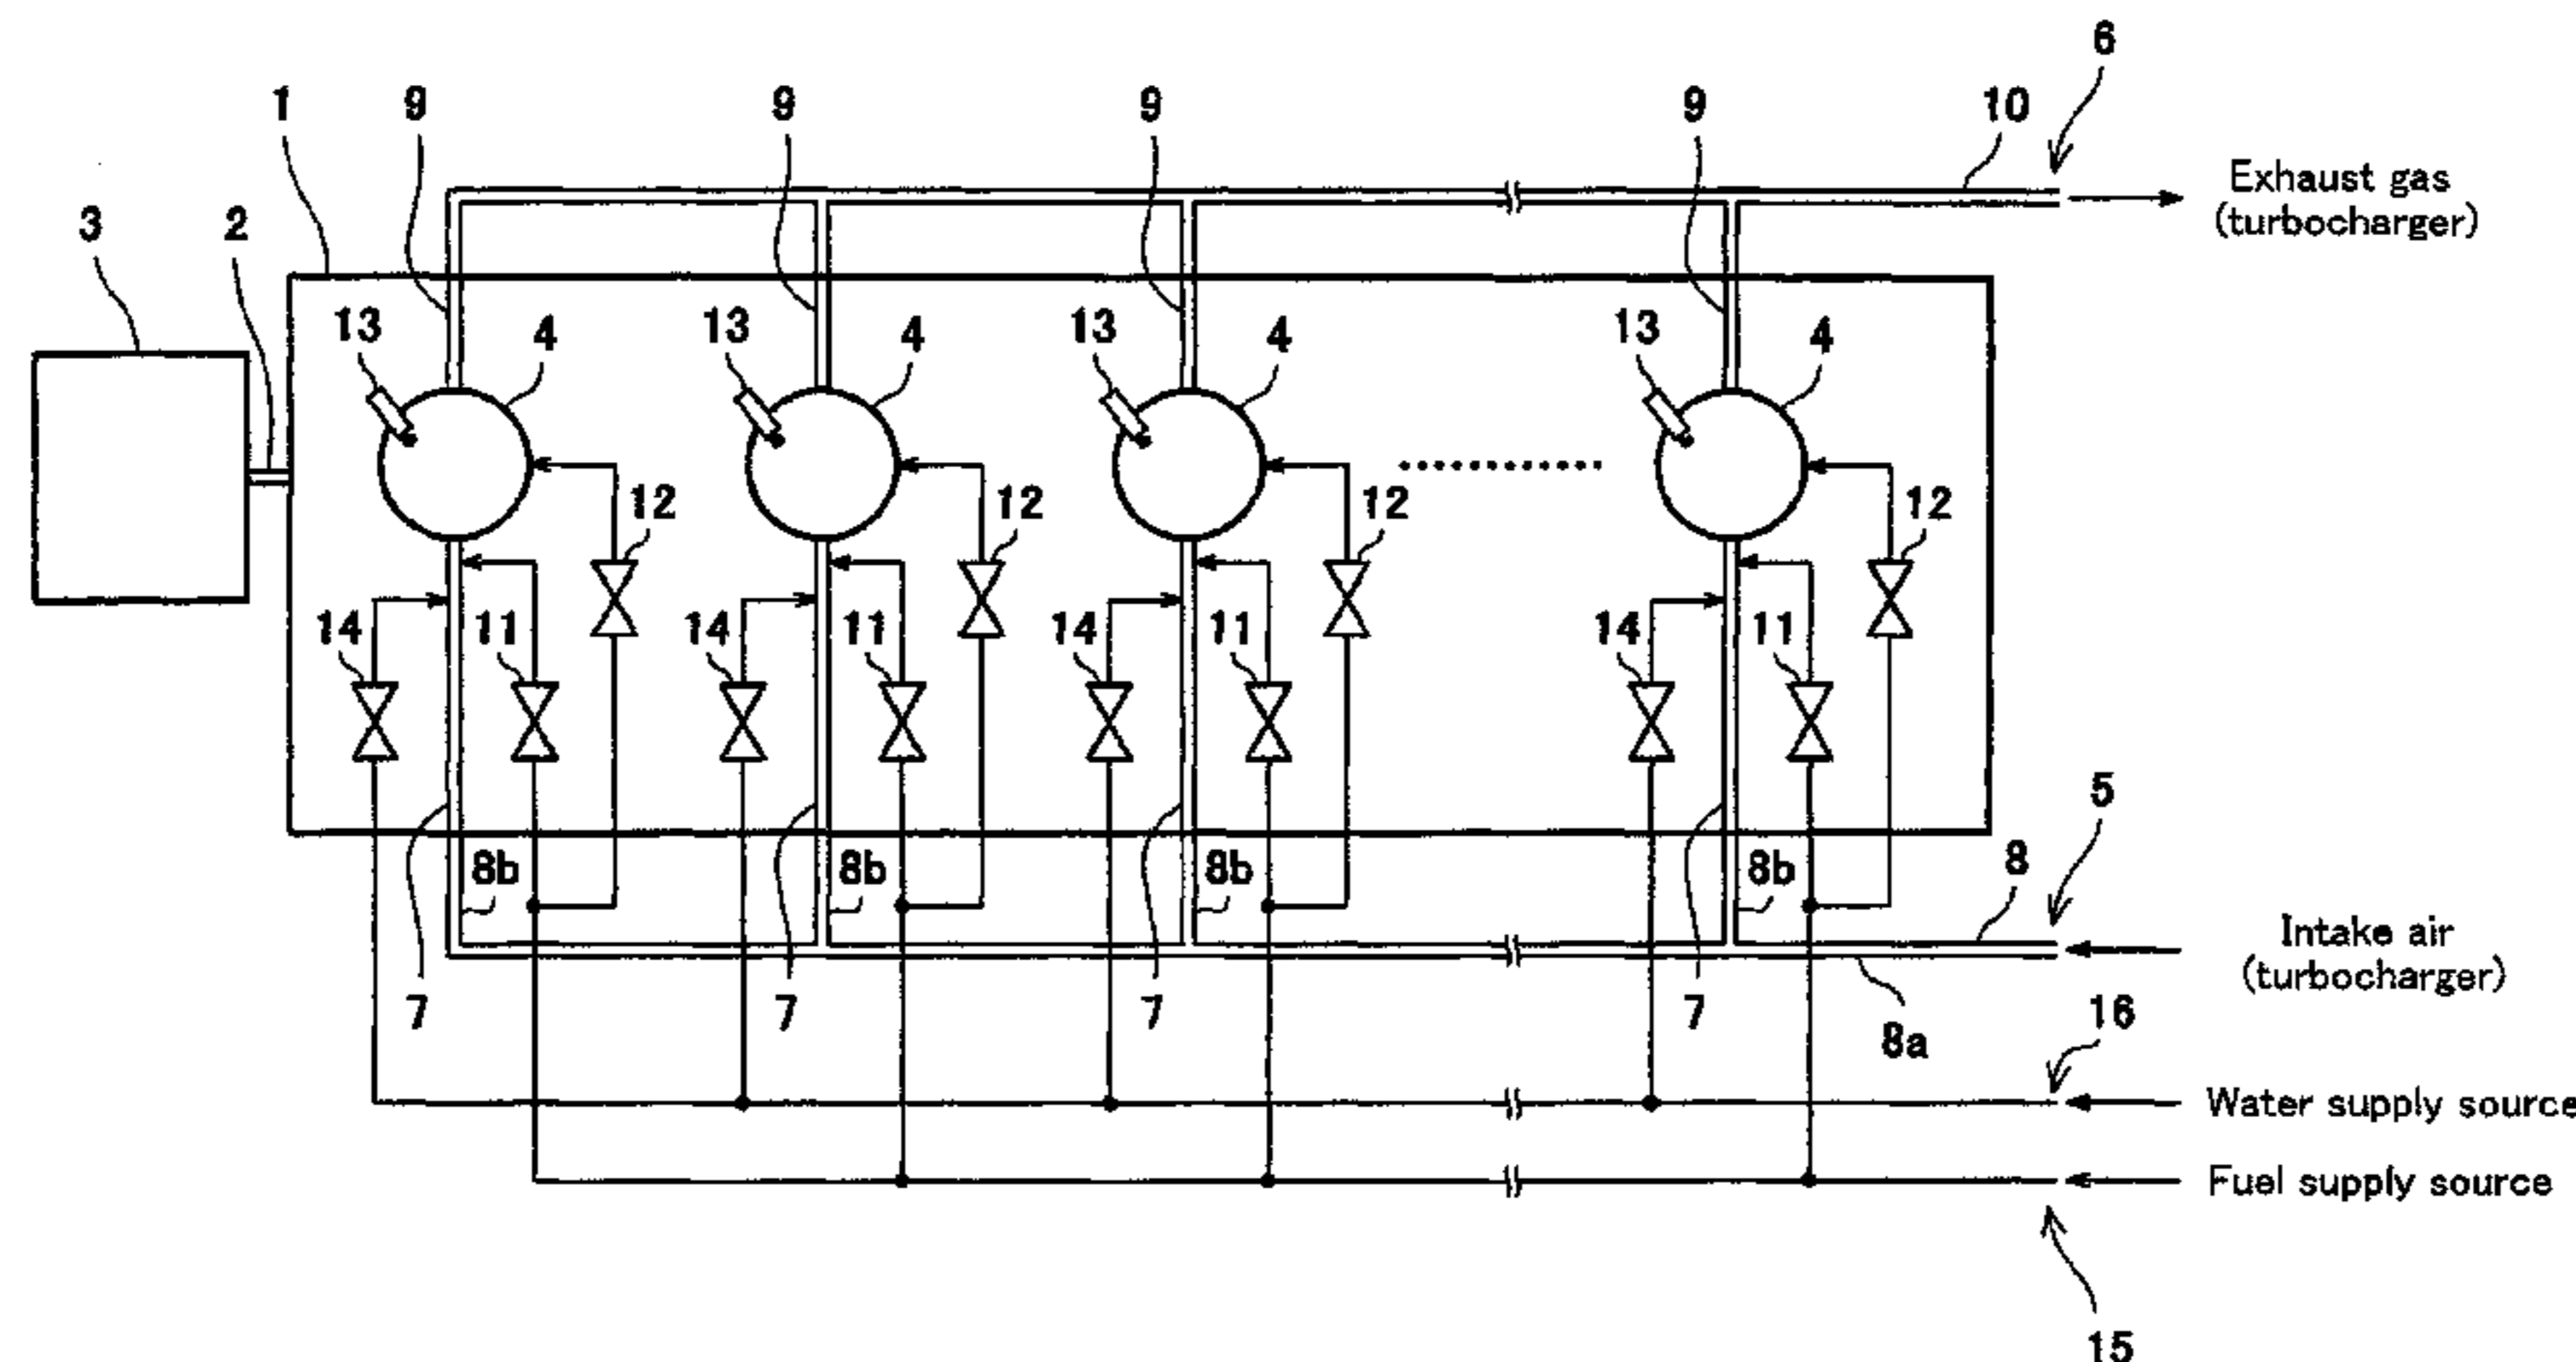 6
1 9 9 9 9 10
Exhaust gas
(turbocharger)
3 2
13 4 13 4 13 4 13 4
12 12 12 12
14 11 14 11 14 11 14 11
5
8b 8b 8b 8b 8
Intake air
(turbocharger)
7 7 7 7 16
8a
Water supply source
Fuel supply source
15